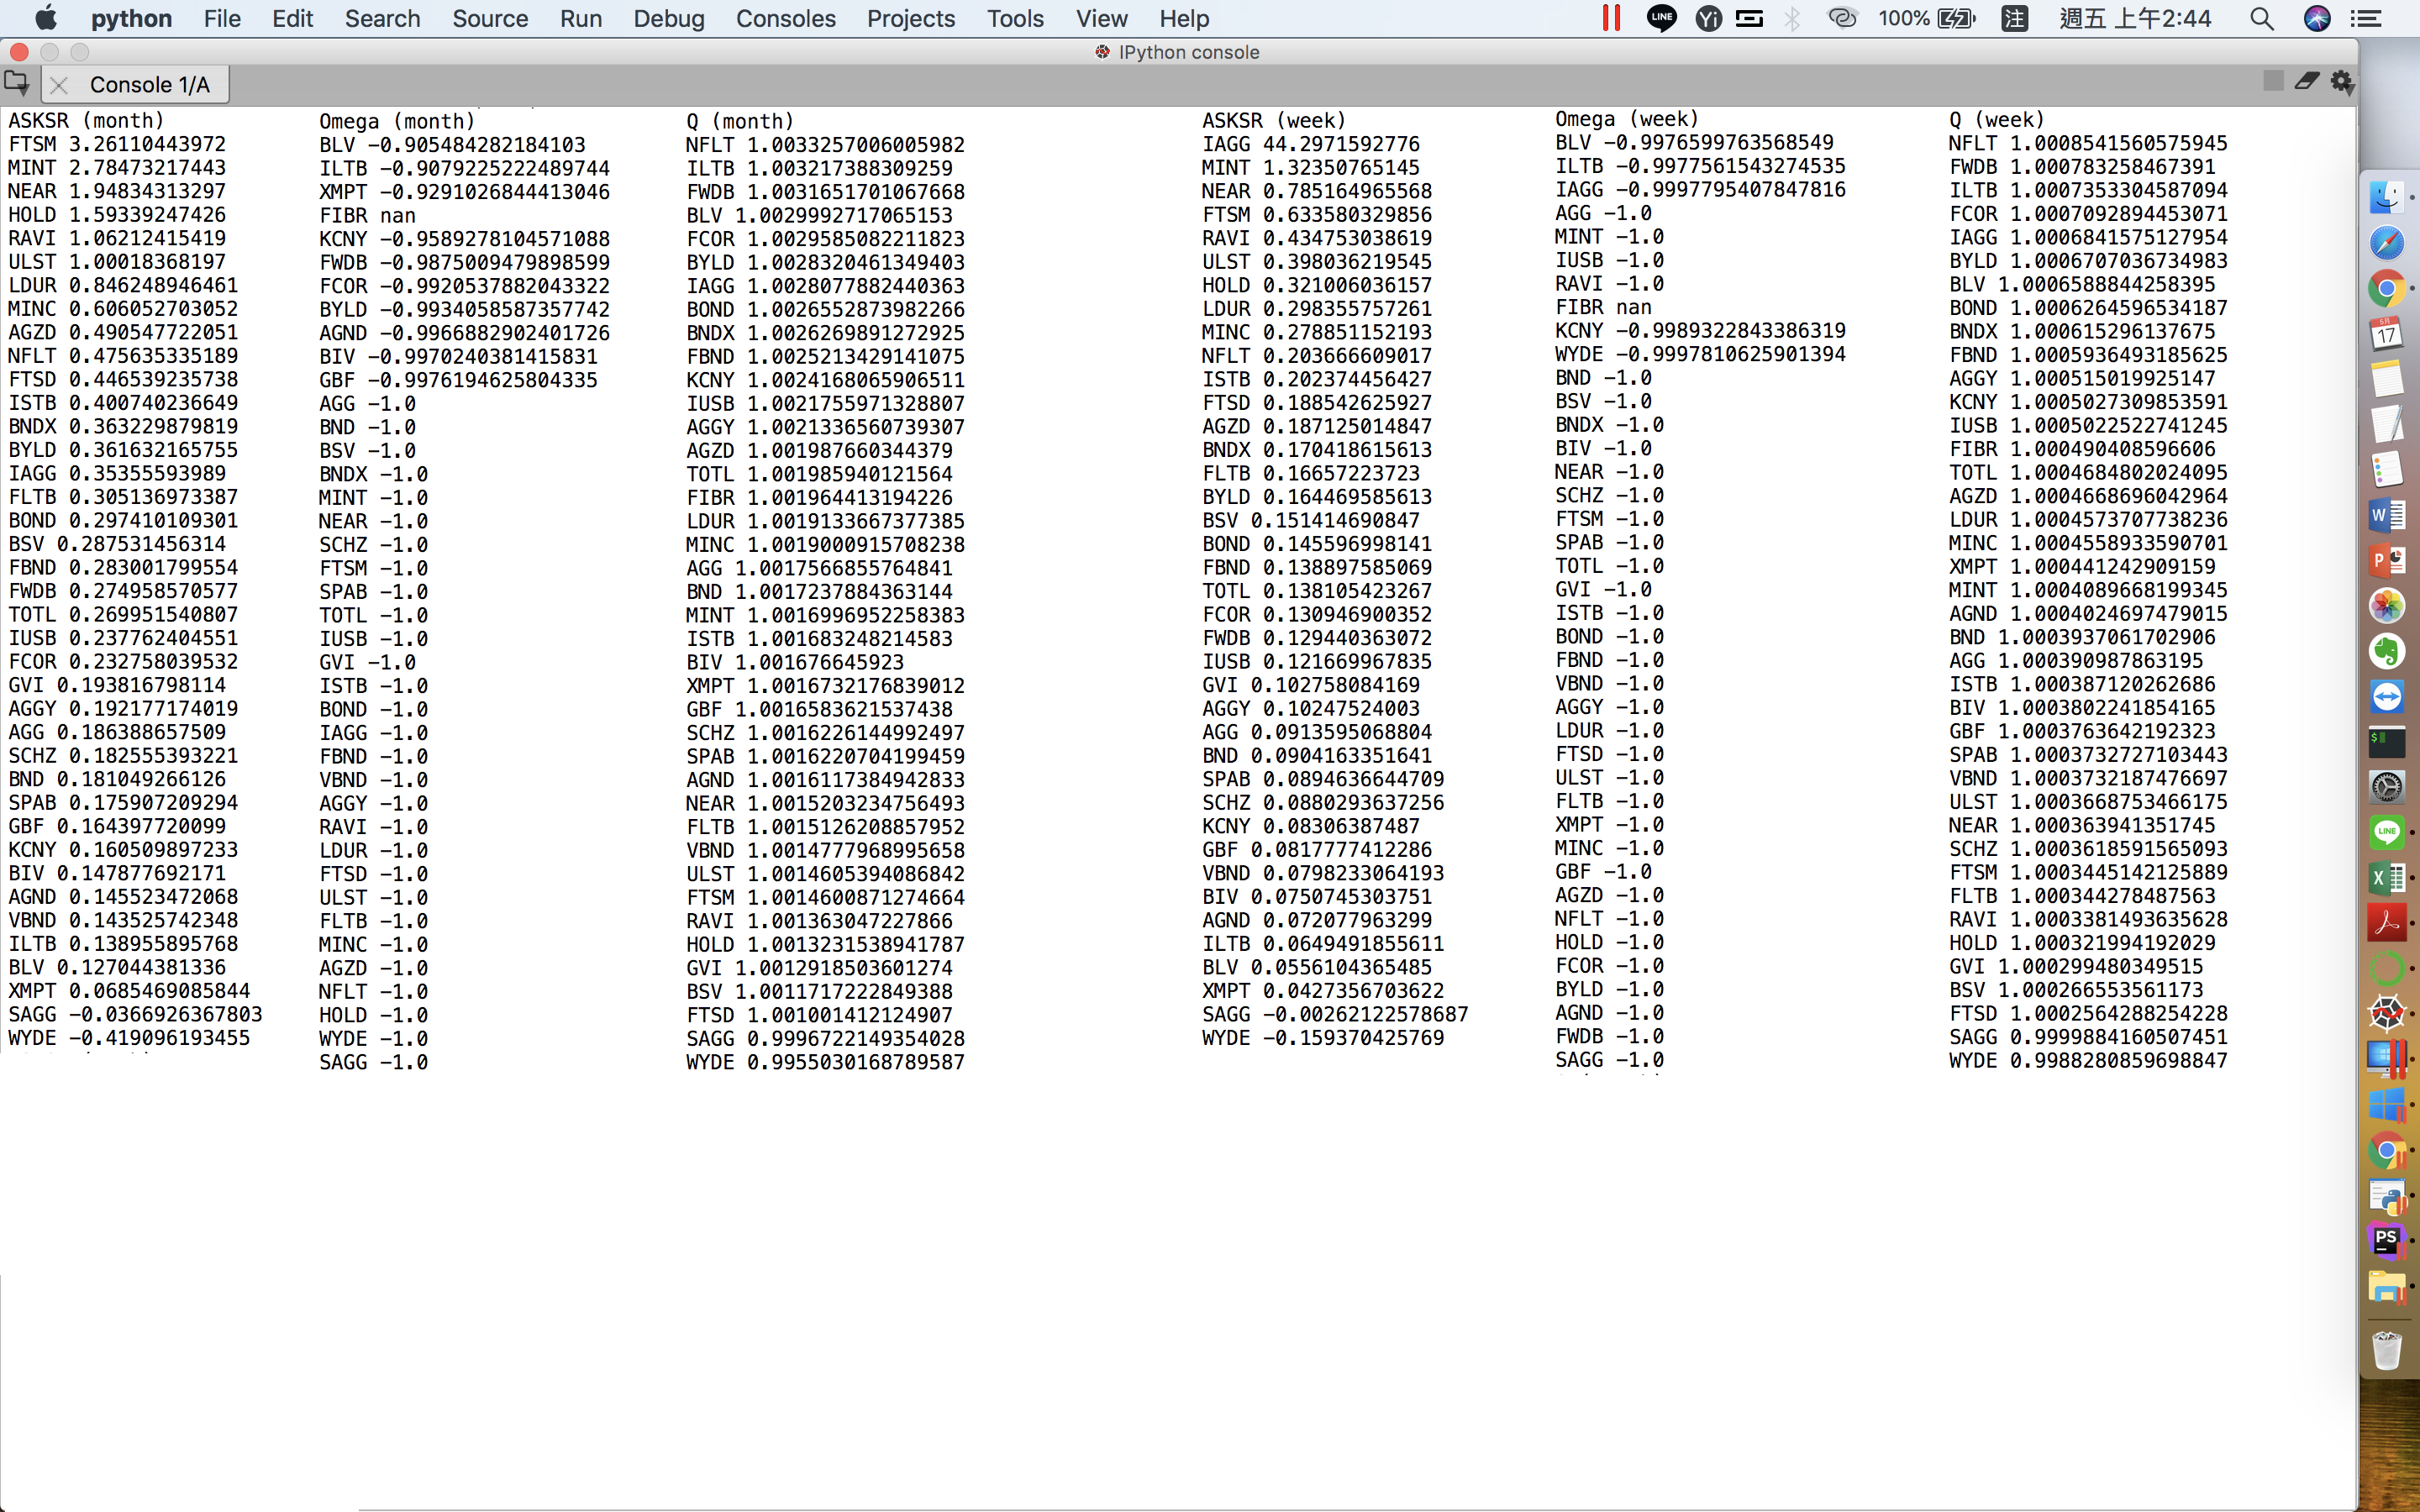 python File Edit Search Source Run Debug Consoles Projects Tools View Help LINE Yi 100% 注 週五 上午2:44
IPython console
Console 1/A
ASKSR (month)
FTSM 3.26110443972
MINT 2.78473217443
NEAR 1.94834313297
HOLD 1.59339247426
RAVI 1.06212415419
ULST 1.00018368197
LDUR 0.846248946461
MINC 0.606052703052
AGZD 0.490547722051
NFLT 0.475635335189
FTSD 0.446539235738
ISTB 0.400740236649
BNDX 0.363229879819
BYLD 0.361632165755
IAGG 0.35355593989
FLTB 0.305136973387
BOND 0.297410109301
BSV 0.287531456314
FBND 0.283001799554
FWDB 0.274958570577
TOTL 0.269951540807
IUSB 0.237762404551
FCOR 0.232758039532
GVI 0.193816798114
AGGY 0.192177174019
AGG 0.186388657509
SCHZ 0.182555393221
BND 0.181049266126
SPAB 0.175907209294
GBF 0.164397720099
KCNY 0.160509897233
BIV 0.147877692171
AGND 0.145523472068
VBND 0.143525742348
ILTB 0.138955895768
BLV 0.127044381336
XMPT 0.0685469085844
SAGG -0.0366926367803
WYDE -0.419096193455
Omega (month)
BLV -0.905484282184103
ILTB -0.9079225222489744
XMPT -0.9291026844413046
FIBR nan
KCNY -0.9589278104571088
FWDB -0.9875009479898599
FCOR -0.9920537882043322
BYLD -0.9934058587357742
AGND -0.9966882902401726
BIV -0.9970240381415831
GBF -0.9976194625804335
AGG -1.0
BND -1.0
BSV -1.0
BNDX -1.0
MINT -1.0
NEAR -1.0
SCHZ -1.0
FTSM -1.0
SPAB -1.0
TOTL -1.0
IUSB -1.0
GVI -1.0
ISTB -1.0
BOND -1.0
IAGG -1.0
FBND -1.0
VBND -1.0
AGGY -1.0
RAVI -1.0
LDUR -1.0
FTSD -1.0
ULST -1.0
FLTB -1.0
MINC -1.0
AGZD -1.0
NFLT -1.0
HOLD -1.0
WYDE -1.0
SAGG -1.0
Q (month)
NFLT 1.0033257006005982
ILTB 1.003217388309259
FWDB 1.0031651701067668
BLV 1.0029992717065153
FCOR 1.0029585082211823
BYLD 1.0028320461349403
IAGG 1.0028077882440363
BOND 1.0026552873982266
BNDX 1.0026269891272925
FBND 1.0025213429141075
KCNY 1.0024168065906511
IUSB 1.0021755971328807
AGGY 1.0021336560739307
AGZD 1.001987660344379
TOTL 1.001985940121564
FIBR 1.001964413194226
LDUR 1.0019133667377385
MINC 1.0019000915708238
AGG 1.0017566855764841
BND 1.0017237884363144
MINT 1.0016996952258383
ISTB 1.001683248214583
BIV 1.001676645923
XMPT 1.0016732176839012
GBF 1.0016583621537438
SCHZ 1.0016226144992497
SPAB 1.0016220704199459
AGND 1.0016117384942833
NEAR 1.0015203234756493
FLTB 1.0015126208857952
VBND 1.0014777968995658
ULST 1.0014605394086842
FTSM 1.0014600871274664
RAVI 1.001363047227866
HOLD 1.0013231538941787
GVI 1.0012918503601274
BSV 1.0011717222849388
FTSD 1.001001412124907
SAGG 0.9996722149354028
WYDE 0.9955030168789587
ASKSR (week)
IAGG 44.2971592776
MINT 1.32350765145
NEAR 0.785164965568
FTSM 0.633580329856
RAVI 0.434753038619
ULST 0.398036219545
HOLD 0.321006036157
LDUR 0.298355757261
MINC 0.278851152193
NFLT 0.203666609017
ISTB 0.202374456427
FTSD 0.188542625927
AGZD 0.187125014847
BNDX 0.170418615613
FLTB 0.16657223723
BYLD 0.164469585613
BSV 0.151414690847
BOND 0.145596998141
FBND 0.138897585069
TOTL 0.138105423267
FCOR 0.130946900352
FWDB 0.129440363072
IUSB 0.121669967835
GVI 0.102758084169
AGGY 0.10247524003
AGG 0.0913595068804
BND 0.0904163351641
SPAB 0.0894636644709
SCHZ 0.0880293637256
KCNY 0.08306387487
GBF 0.0817777412286
VBND 0.0798233064193
BIV 0.0750745303751
AGND 0.072077963299
ILTB 0.0649491855611
BLV 0.0556104365485
XMPT 0.0427356703622
SAGG -0.00262122578687
WYDE -0.159370425769
Omega (week)
BLV -0.9976599763568549
ILTB -0.9977561543274535
IAGG -0.9997795407847816
AGG -1.0
MINT -1.0
IUSB -1.0
RAVI -1.0
FIBR nan
KCNY -0.9989322843386319
WYDE -0.9997810625901394
BND -1.0
BSV -1.0
BNDX -1.0
BIV -1.0
NEAR -1.0
SCHZ -1.0
FTSM -1.0
SPAB -1.0
TOTL -1.0
GVI -1.0
ISTB -1.0
BOND -1.0
FBND -1.0
VBND -1.0
AGGY -1.0
LDUR -1.0
FTSD -1.0
ULST -1.0
FLTB -1.0
XMPT -1.0
MINC -1.0
GBF -1.0
AGZD -1.0
NFLT -1.0
HOLD -1.0
FCOR -1.0
BYLD -1.0
AGND -1.0
FWDB -1.0
SAGG -1.0
Q (week)
NFLT 1.0008541560575945
FWDB 1.000783258467391
ILTB 1.0007353304587094
FCOR 1.0007092894453071
IAGG 1.0006841575127954
BYLD 1.0006707036734983
BLV 1.0006588844258395
BOND 1.0006264596534187
BNDX 1.000615296137675
FBND 1.0005936493185625
AGGY 1.000515019925147
KCNY 1.0005027309853591
IUSB 1.0005022522741245
FIBR 1.000490408596606
TOTL 1.0004684802024095
AGZD 1.0004668696042964
LDUR 1.0004573707738236
MINC 1.0004558933590701
XMPT 1.000441242909159
MINT 1.0004089668199345
AGND 1.0004024697479015
BND 1.0003937061702906
AGG 1.000390987863195
ISTB 1.000387120262686
BIV 1.0003802241854165
GBF 1.0003763642192323
SPAB 1.0003732727103443
VBND 1.0003732187476697
ULST 1.0003668753466175
NEAR 1.000363941351745
SCHZ 1.0003618591565093
FTSM 1.0003445142125889
FLTB 1.0003442784​87563
RAVI 1.0003381493635628
HOLD 1.000321994192029
GVI 1.000299480349515
BSV 1.000266553561173
FTSD 1.0002564288254228
SAGG 0.9999884160507451
WYDE 0.9988280859698847
17
W
P
$
LINE
X
PS